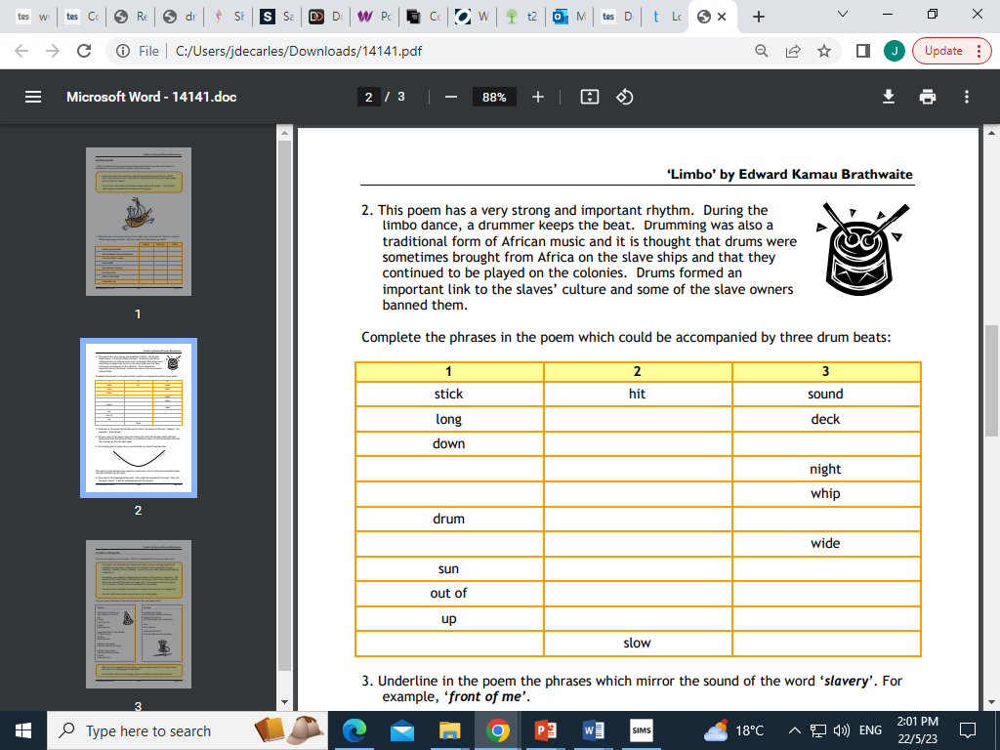 tes
w
tes
Cc
Re
dr
Sh
S
Sa
Di
W
Pc
Cc
W
t2
M
tes
D
t
Lc
File
C:/Users/jdecarles/Downloads/14141.pdf
J
Update
Microsoft Word - 14141.doc
2 / 3
88%
1
2
3
‘Limbo’ by Edward Kamau Brathwaite
2. This poem has a very strong and important rhythm. During the
limbo dance, a drummer keeps the beat. Drumming was also a
traditional form of African music and it is thought that drums were
sometimes brought from Africa on the slave ships and that they
continued to be played on the colonies. Drums formed an
important link to the slaves’ culture and some of the slave owners
banned them.
Complete the phrases in the poem which could be accompanied by three drum beats:
1 2 3
stick hit sound
long deck
down
night
whip
drum
wide
sun
out of
up
slow
3. Underline in the poem the phrases which mirror the sound of the word ‘slavery’. For
example, ‘front of me’.
Type here to search
SIMS
18°C
ENG
2:01 PM
22/5/23